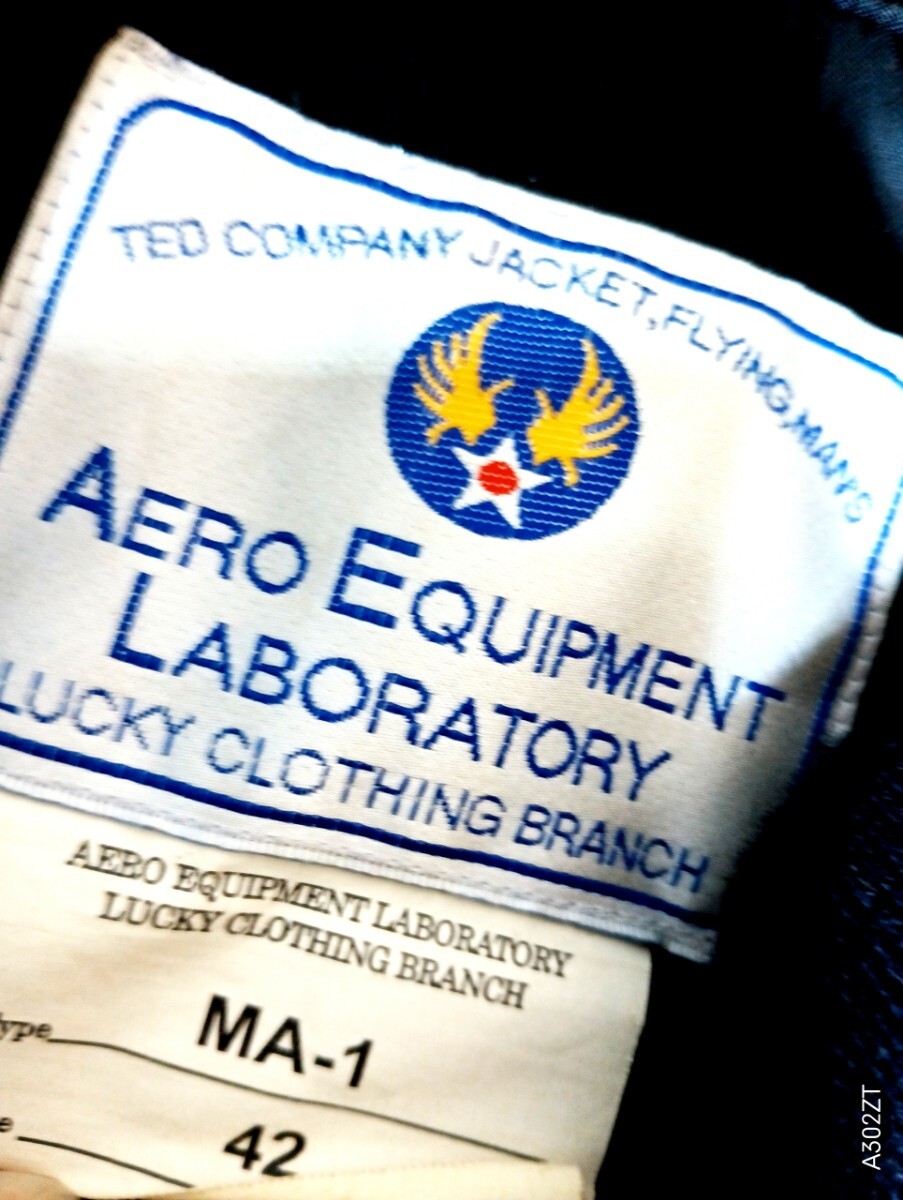 TED COMPANY JACKET,FLYING,MAN'S
AERO EQUIPMENT
LABORATORY
LUCKY CLOTHING BRANCH
AERO EQUIPMENT LABORATORY
LUCKY CLOTHING BRANCH
ype MA-1
e 42
A302ZT